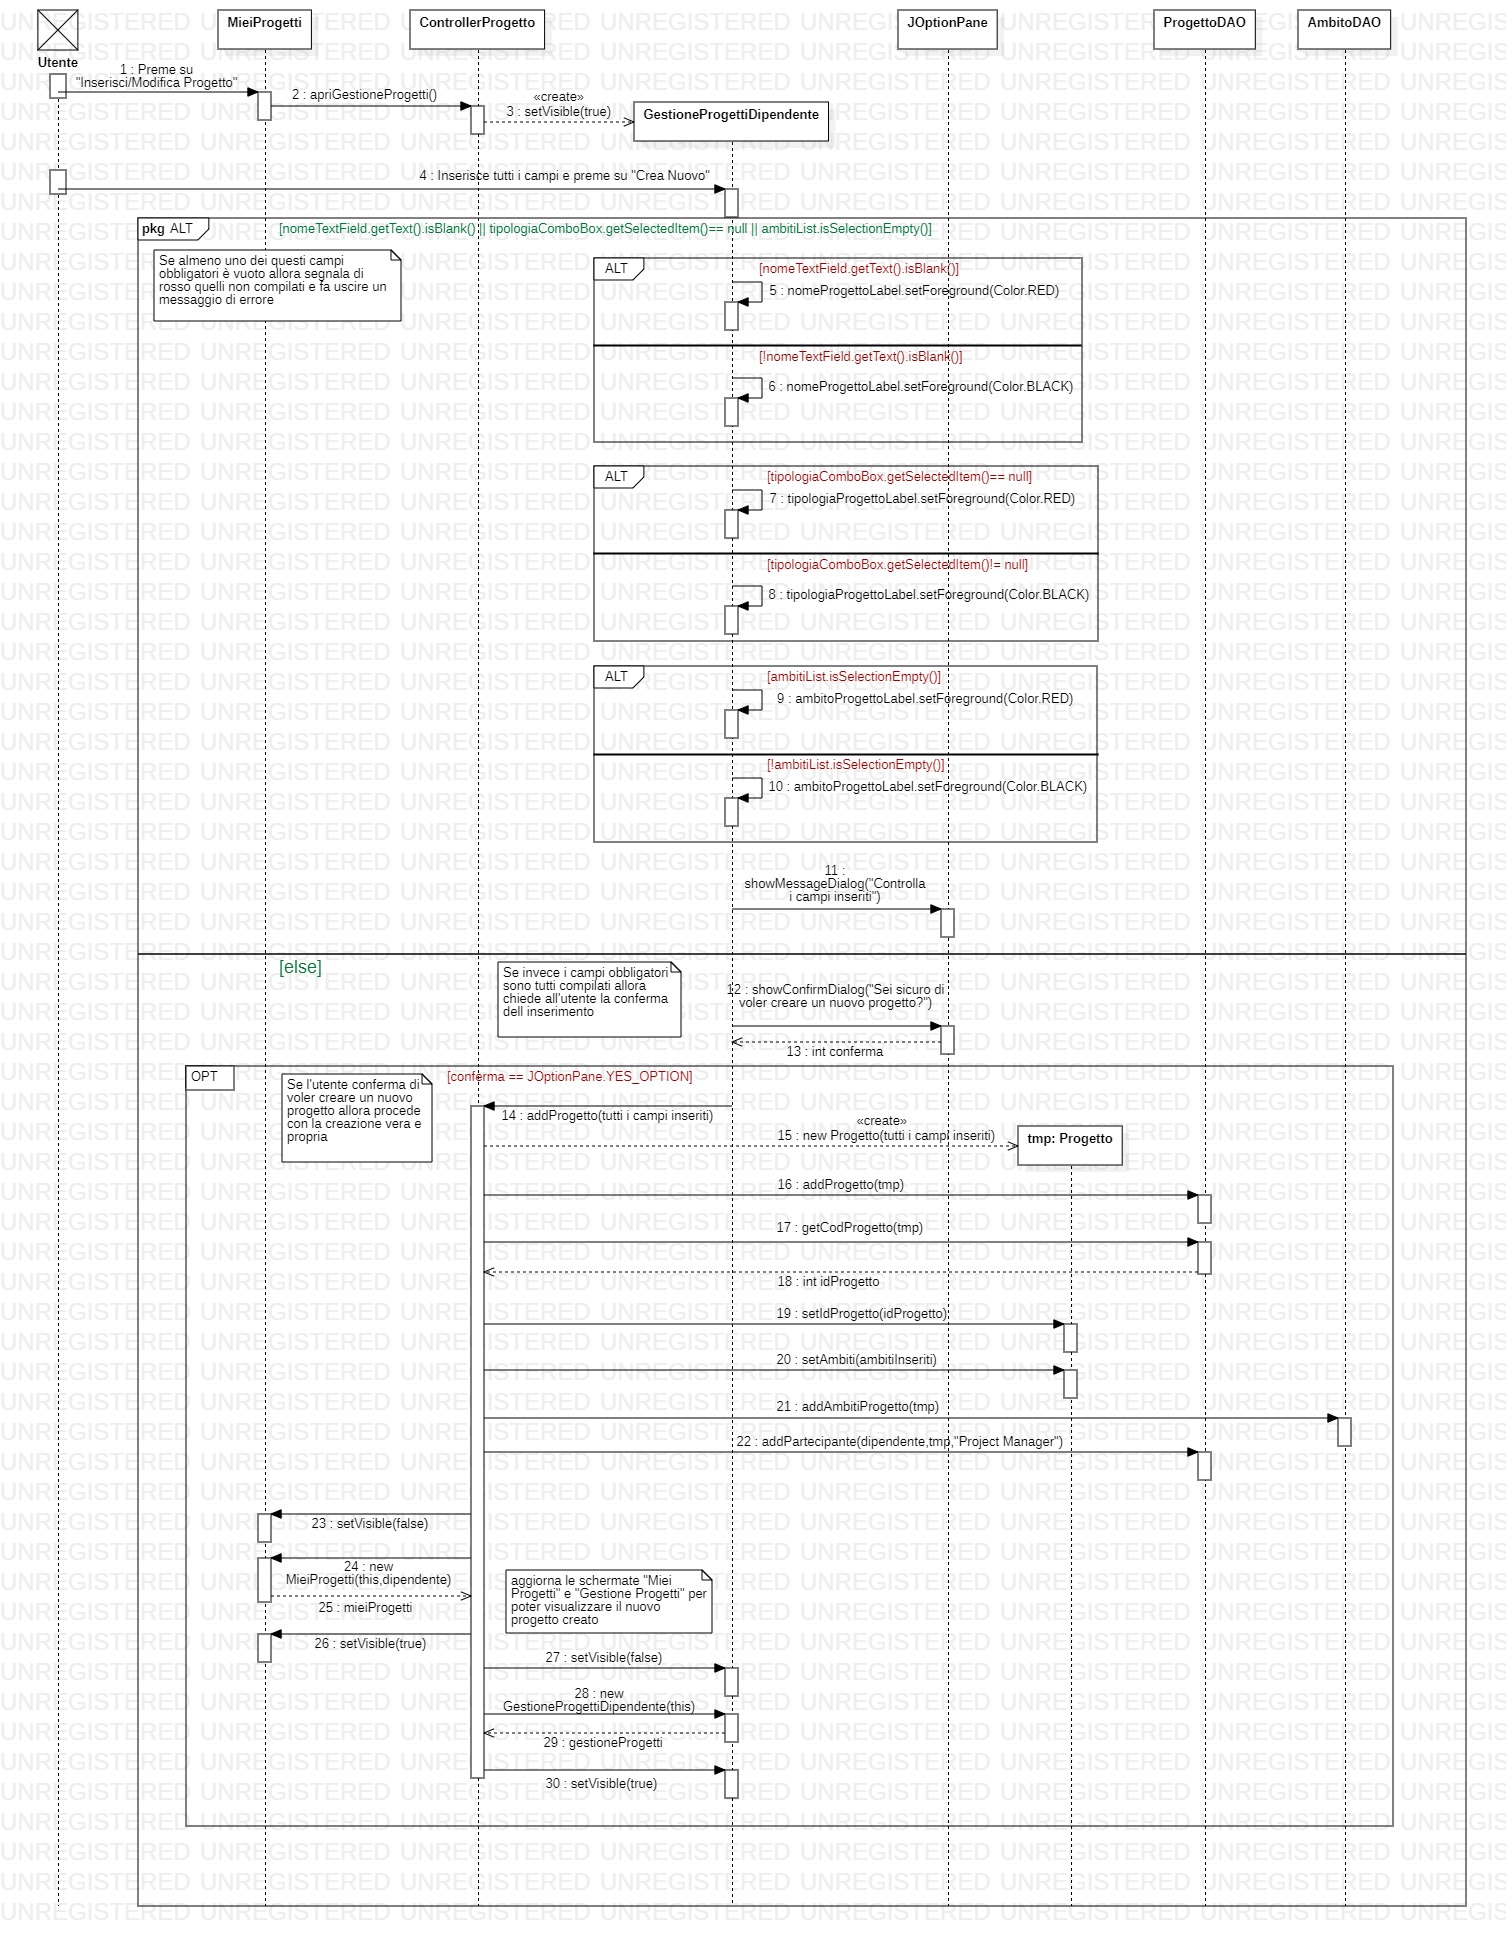 MieiProgetti
ControllerProgetto
JOptionPane
ProgettoDAO
AmbitoDAO
Utente
1 : Preme su
"Inserisci/Modifica Progetto"
2 : apriGestioneProgetti()
«create»
3 : setVisible(true)
GestioneProgettiDipendente
4 : Inserisce tutti i campi e preme su "Crea Nuovo"
pkg ALT
[nomeTextField.getText().isBlank() || tipologiaComboBox.getSelectedItem()== null || ambitiList.isSelectionEmpty()]
Se almeno uno dei questi campi
obbligatori è vuoto allora segnala di
rosso quelli non compilati e fa uscire un
messaggio di errore
ALT
[nomeTextField.getText().isBlank()]
5 : nomeProgettoLabel.setForeground(Color.RED)
[!nomeTextField.getText().isBlank()]
6 : nomeProgettoLabel.setForeground(Color.BLACK)
ALT
[tipologiaComboBox.getSelectedItem()== null]
7 : tipologiaProgettoLabel.setForeground(Color.RED)
[tipologiaComboBox.getSelectedItem()!= null]
8 : tipologiaProgettoLabel.setForeground(Color.BLACK)
ALT
[ambitiList.isSelectionEmpty()]
9 : ambitoProgettoLabel.setForeground(Color.RED)
[!ambitiList.isSelectionEmpty()]
10 : ambitoProgettoLabel.setForeground(Color.BLACK)
11 :
showMessageDialog("Controlla
i campi inseriti")
[else]
Se invece i campi obbligatori
sono tutti compilati allora
chiede all'utente la conferma
dell inserimento
12 : showConfirmDialog("Sei sicuro di
voler creare un nuovo progetto?")
13 : int conferma
OPT
Se l'utente conferma di
voler creare un nuovo
progetto allora procede
con la creazione vera e
propria
[conferma == JOptionPane.YES_OPTION]
14 : addProgetto(tutti i campi inseriti)
«create»
15 : new Progetto(tutti i campi inseriti)
tmp: Progetto
16 : addProgetto(tmp)
17 : getCodProgetto(tmp)
18 : int idProgetto
19 : setIdProgetto(idProgetto)
20 : setAmbiti(ambitiInseriti)
21 : addAmbitiProgetto(tmp)
22 : addPartecipante(dipendente,tmp,"Project Manager")
23 : setVisible(false)
24 : new
MieiProgetti(this,dipendente)
25 : mieiProgetti
aggiorna le schermate "Miei
Progetti" e "Gestione Progetti" per
poter visualizzare il nuovo
progetto creato
26 : setVisible(true)
27 : setVisible(false)
28 : new
GestioneProgettiDipendente(this)
29 : gestioneProgetti
30 : setVisible(true)
UNREGISTERED